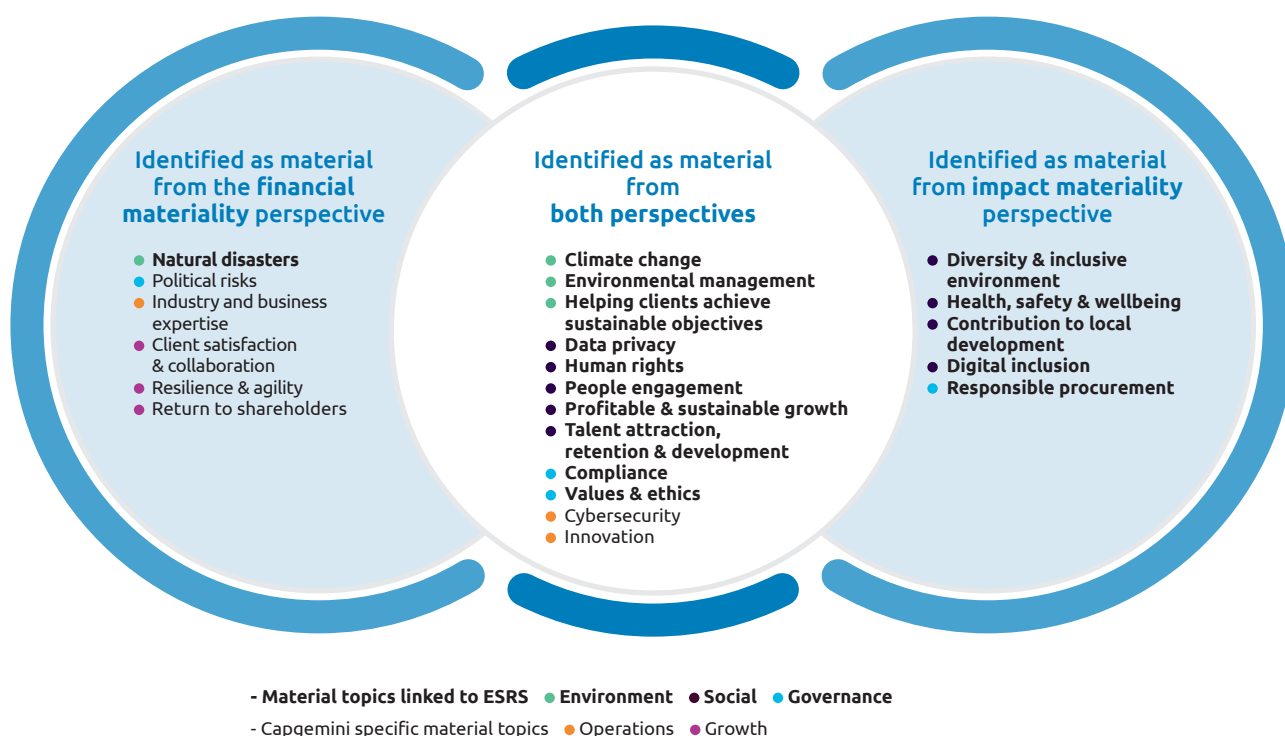 Identified as material
from the financial
materiality perspective
Natural disasters
Political risks
Industry and business
expertise
Client satisfaction
& collaboration
Resilience & agility
Return to shareholders
Identified as material
from
both perspectives
Climate change
Environmental management
Helping clients achieve
sustainable objectives
Data privacy
Human rights
People engagement
Profitable & sustainable growth
Talent attraction,
retention & development
Compliance
Values & ethics
Cybersecurity
Innovation
Identified as material
from impact materiality
perspective
Diversity & inclusive
environment
Health, safety & wellbeing
Contribution to local
development
Digital inclusion
Responsible procurement
- Material topics linked to ESRS Environment Social Governance
- Capgemini specific material topics Operations Growth